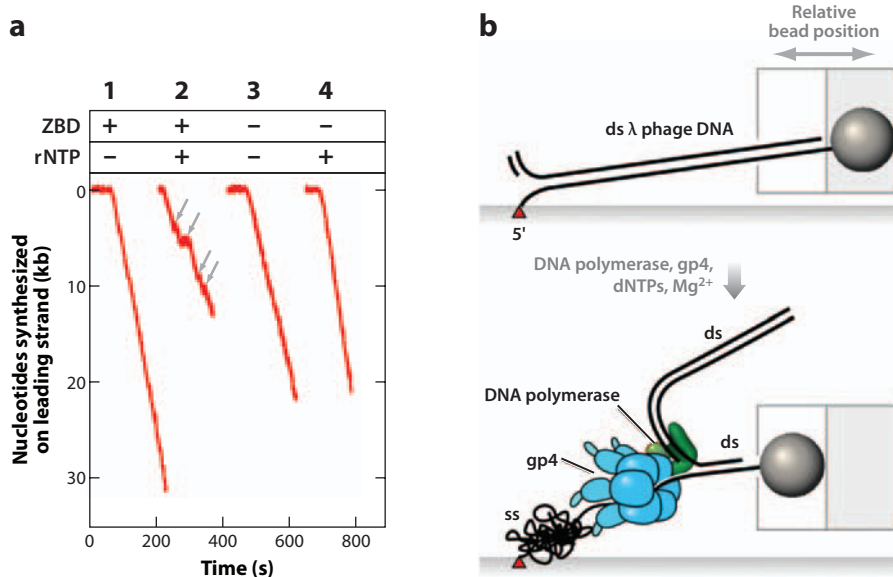 a
1 2 3 4
ZBD + + – –
rNTP – + – +
Nucleotides synthesized
on leading strand (kb)
0
10
20
30
0 200 400 600 800
Time (s)
b
Relative
bead position
ds λ phage DNA
5'
DNA polymerase, gp4,
dNTPs, Mg²⁺
ds
DNA polymerase
ds
gp4
ss